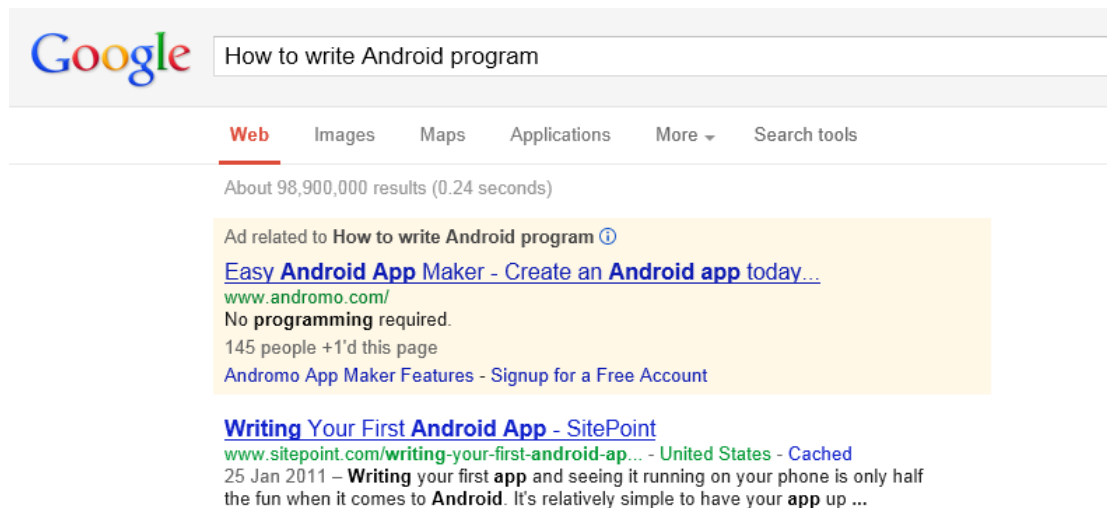 Google
How to write Android program
Web Images Maps Applications More Search tools
About 98,900,000 results (0.24 seconds)
Ad related to How to write Android program
Easy Android App Maker - Create an Android app today...
www.andromo.com/
No programming required.
145 people +1'd this page
Andromo App Maker Features - Signup for a Free Account
Writing Your First Android App - SitePoint
www.sitepoint.com/writing-your-first-android-ap... - United States - Cached
25 Jan 2011 – Writing your first app and seeing it running on your phone is only half
the fun when it comes to Android. It's relatively simple to have your app up ...